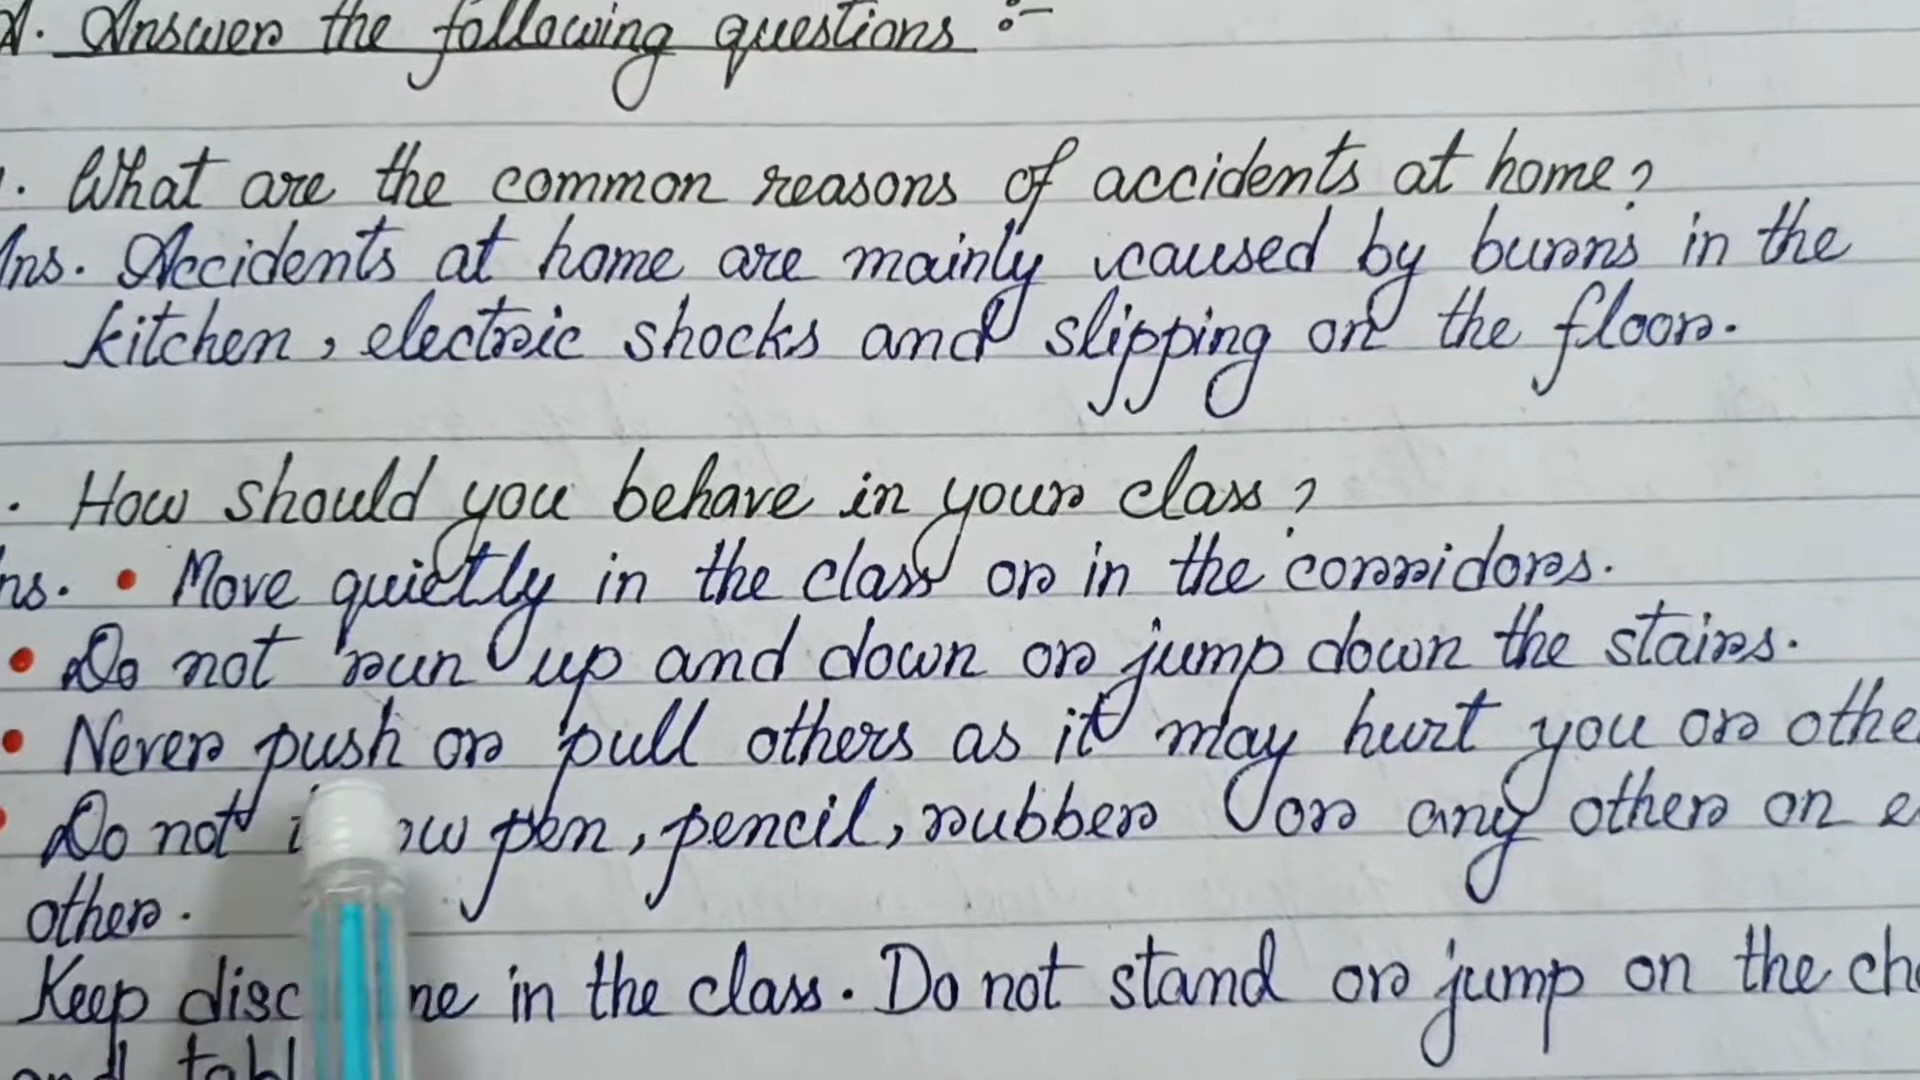 A. Answer the following questions :-
. What are the common reasons of accidents at home?
Ans. Accidents at home are mainly caused by burns in the
kitchen, electric shocks and slipping on the floor.
. How should you behave in your class?
ns. • Move quietly in the class or in the corridors.
• Do not run up and down or jump down the stairs.
• Never push or pull others as it may hurt you or othe
• Do not pen, pencil, rubber or any other on e
other.
Keep in the class. Do not stand or jump on the ch
and